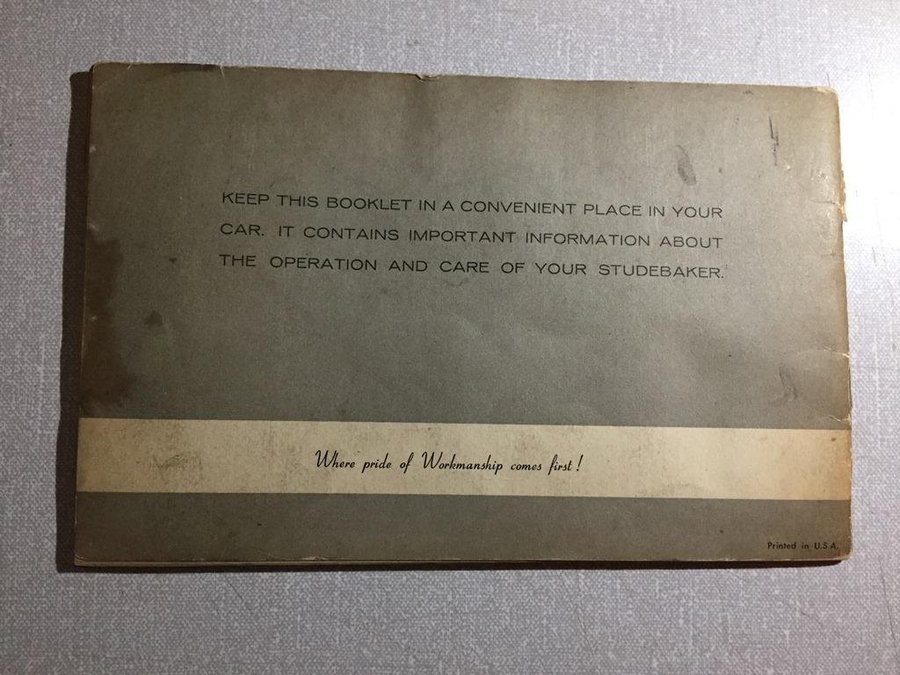 KEEP THIS BOOKLET IN A CONVENIENT PLACE IN YOUR
CAR. IT CONTAINS IMPORTANT INFORMATION ABOUT
THE OPERATION AND CARE OF YOUR STUDEBAKER.
Where pride of Workmanship comes first!
Printed in U.S.A.